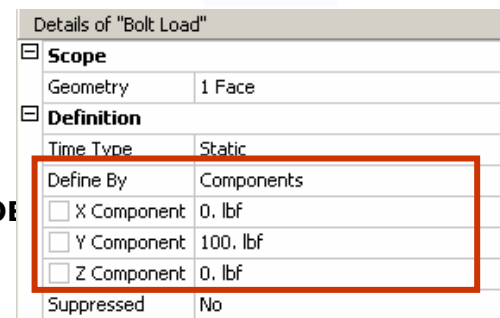 Details of "Bolt Load"
Scope
Geometry 1 Face
Definition
Time Type Static
Define By Components
X Component 0. lbf
Y Component 100. lbf
Z Component 0. lbf
Suppressed No